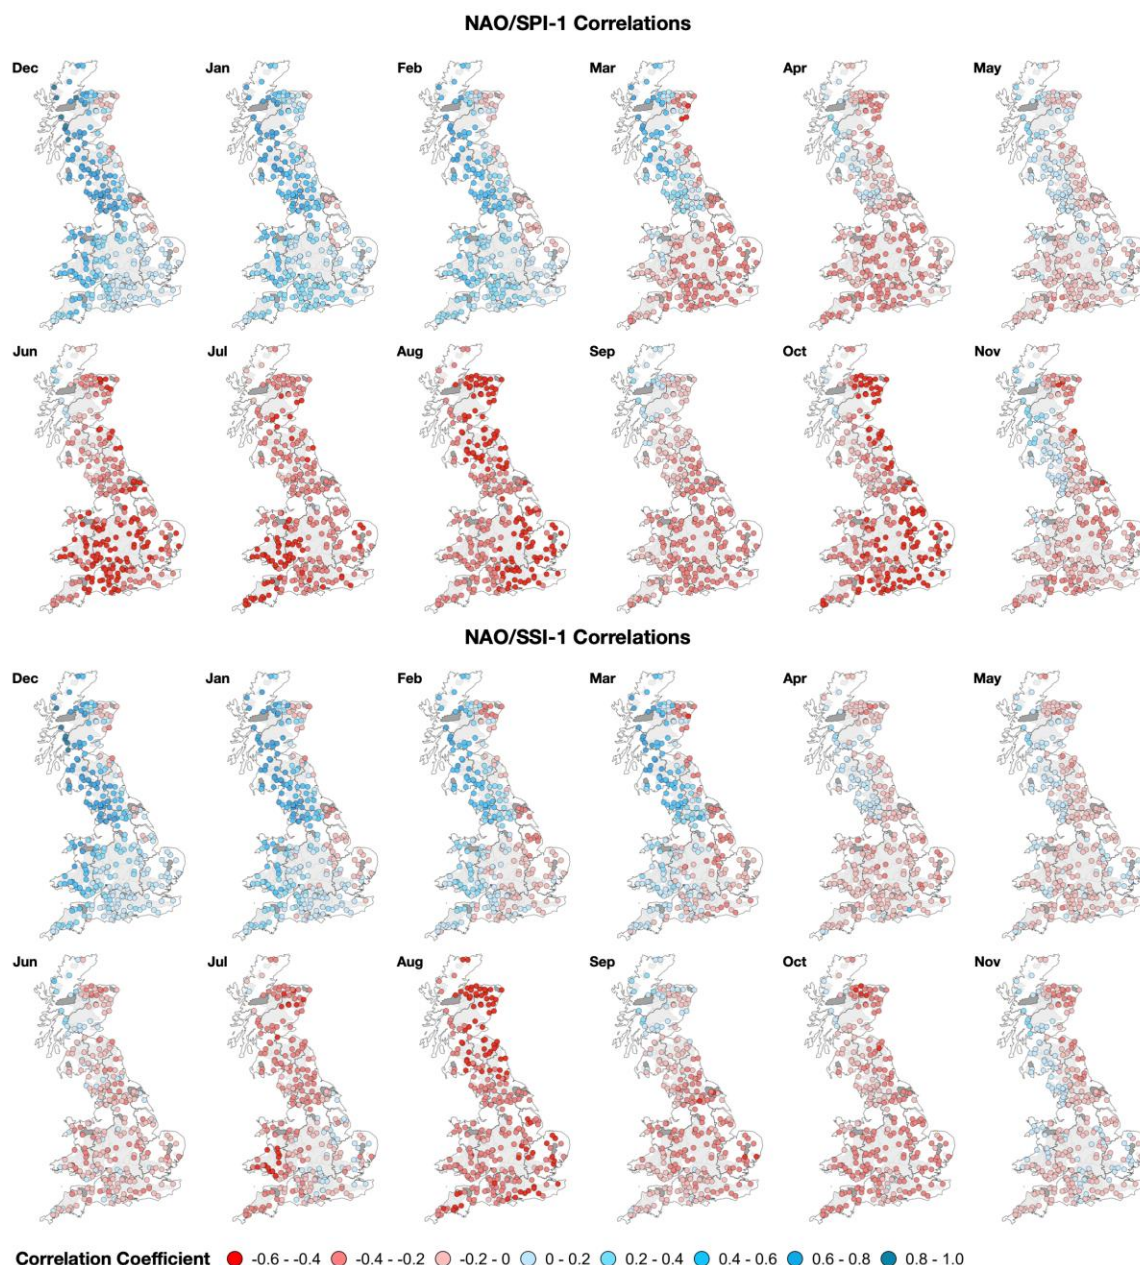 NAO/SPI-1 Correlations
Dec Jan Feb Mar Apr May
Jun Jul Aug Sep Oct Nov
NAO/SSI-1 Correlations
Dec Jan Feb Mar Apr May
Jun Jul Aug Sep Oct Nov
Correlation Coefficient -0.6 - -0.4 -0.4 - -0.2 -0.2 - 0 0 - 0.2 0.2 - 0.4 0.4 - 0.6 0.6 - 0.8 0.8 - 1.0